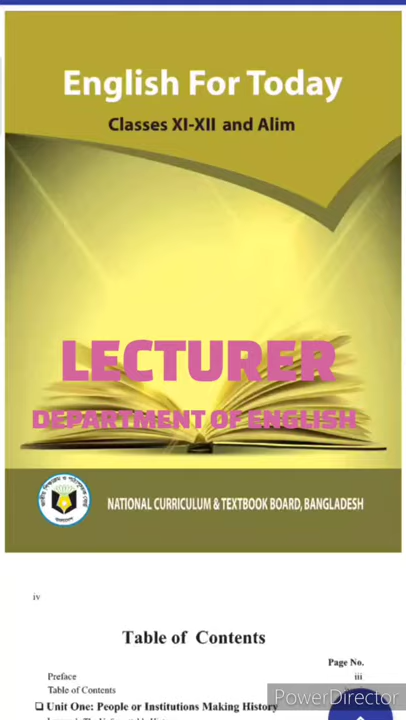 English For Today
Classes XI-XII and Alim
LECTURER
DEPARTMENT OF ENGLISH
NATIONAL CURRICULUM & TEXTBOOK BOARD, BANGLADESH
iv
Table of Contents
Page No.
Preface iii
Table of Contents
❑ Unit One: People or Institutions Making History
PowerDirector